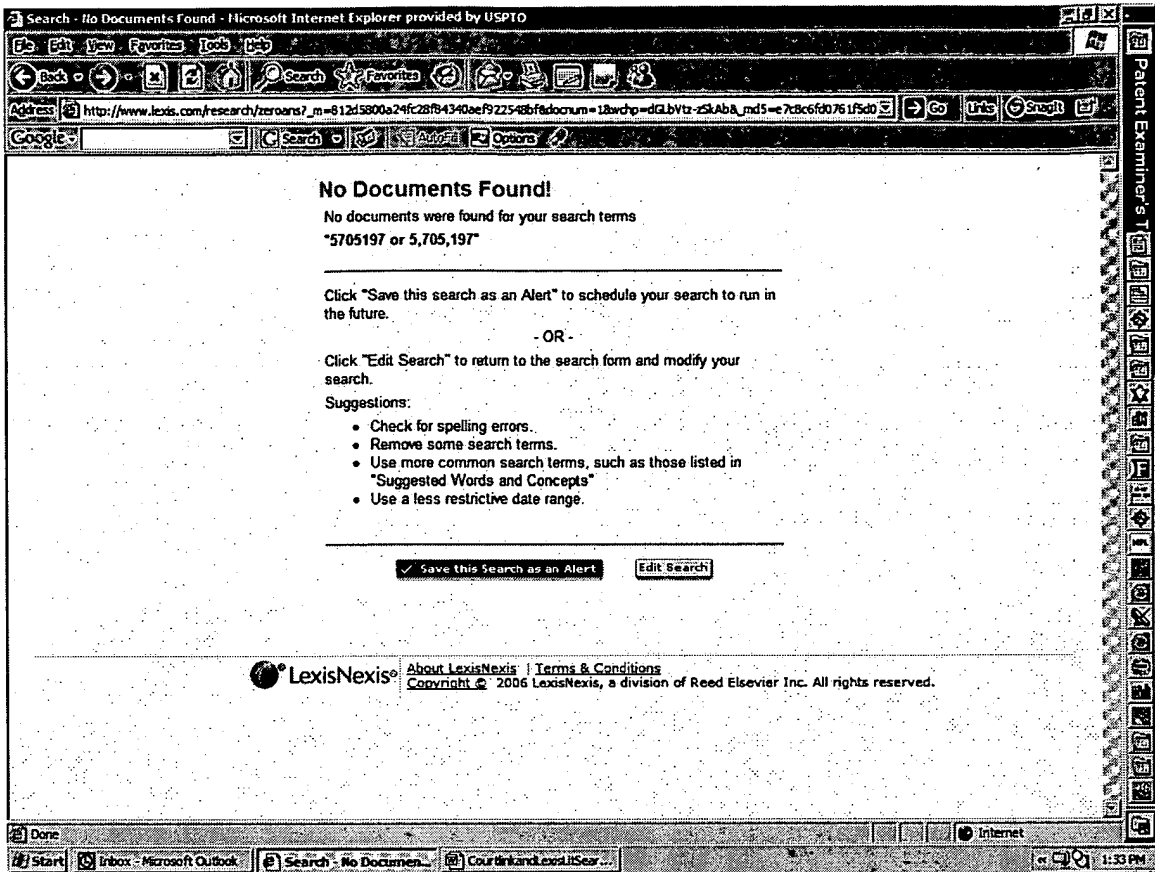 Search - No Documents Found - Microsoft Internet Explorer provided by USPTO
File Edit View Favorites Tools Help
Back Search Favorites
Address http://www.lexis.com/research/zeroans?_m=812d5800a24fc28f84340aef922548bf&docnum=1&wchp=dGLbVtz-zSkAb&_md5=e7c8c6fd0761f5d0 Go Links SnagIt
Google Search AutoFill Options
Patent Examiner's T
No Documents Found!
No documents were found for your search terms
"5705197 or 5,705,197"
Click "Save this search as an Alert" to schedule your search to run in
the future.
- OR -
Click "Edit Search" to return to the search form and modify your
search.
Suggestions:
• Check for spelling errors.
• Remove some search terms.
• Use more common search terms, such as those listed in
"Suggested Words and Concepts"
• Use a less restrictive date range.
✓ Save this Search as an Alert Edit Search
LexisNexis® About LexisNexis | Terms & Conditions
Copyright © 2006 LexisNexis, a division of Reed Elsevier Inc. All rights reserved.
Done Internet
Start Inbox - Microsoft Outlook Search - No Documen... CourtlinkandLexisLitSear... 1:33 PM